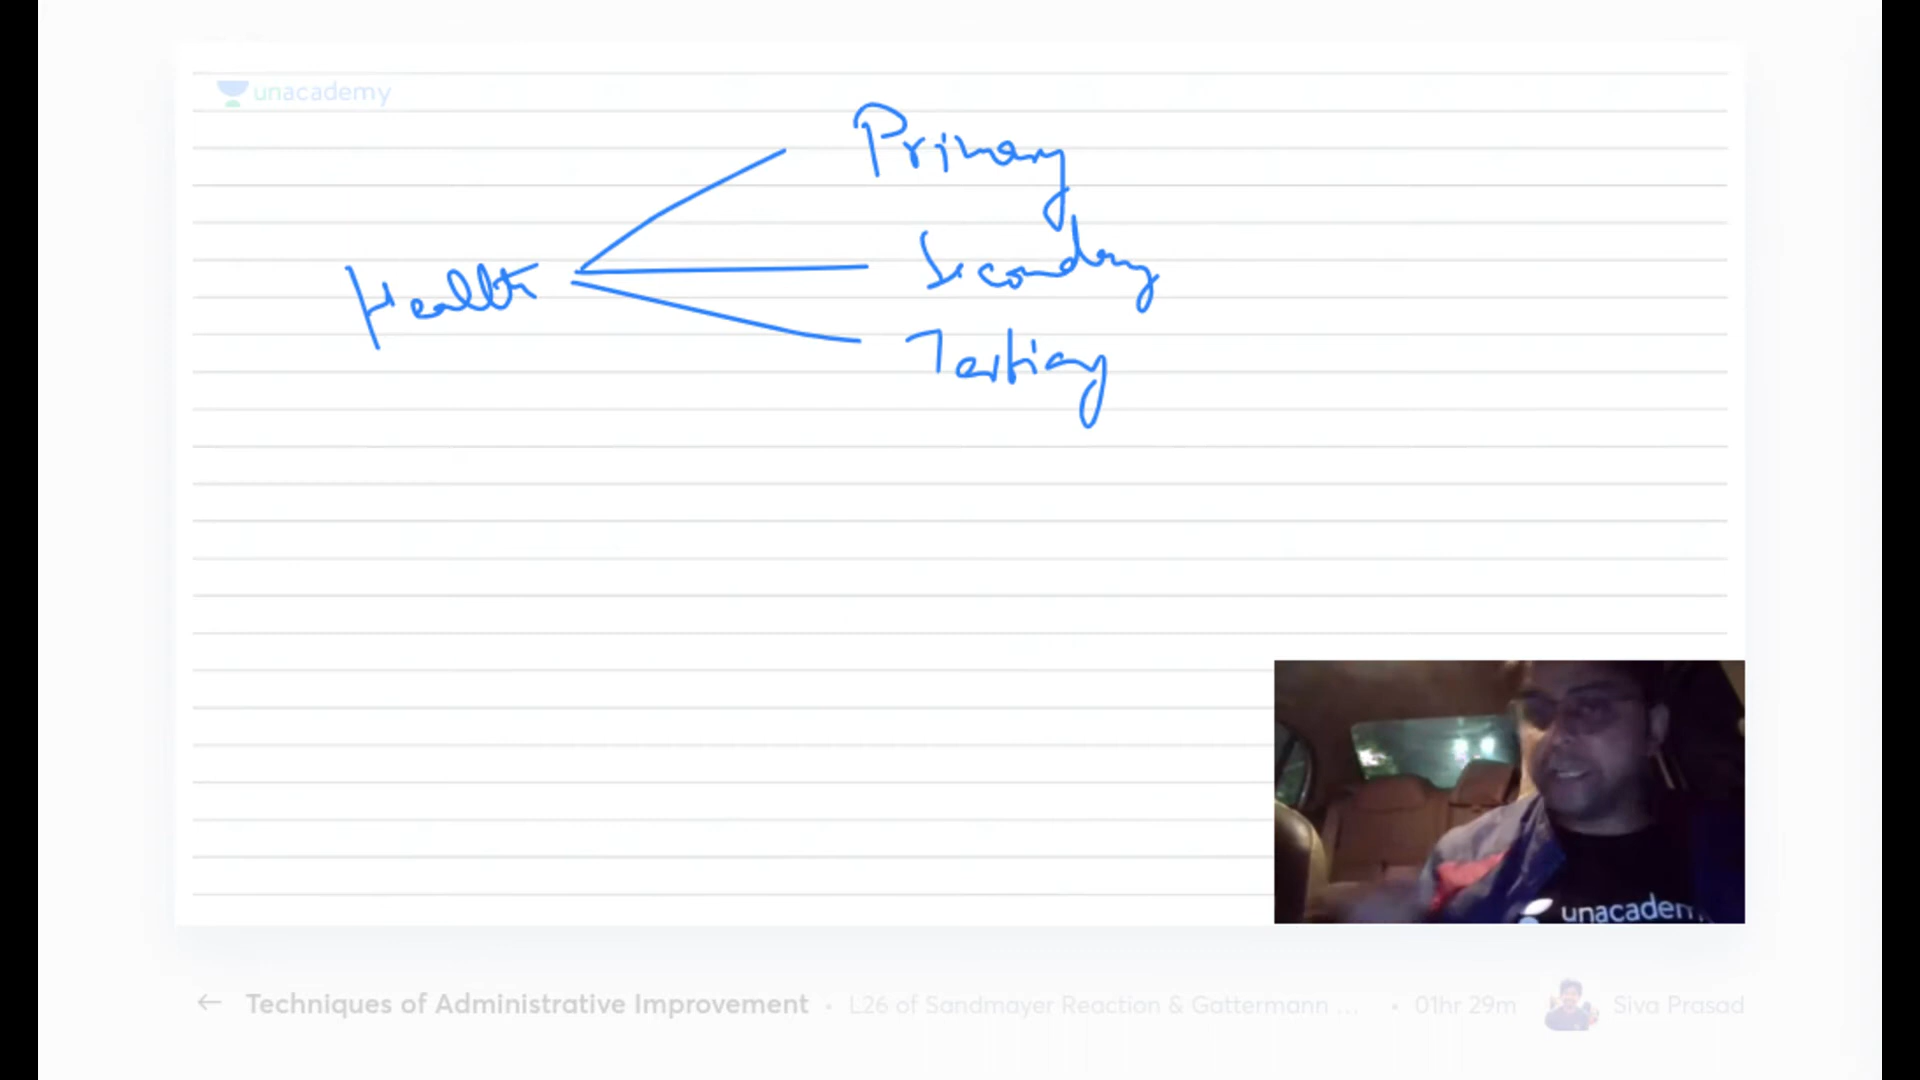 unacademy
Primary
Secondary
Health
Tertiary
unacadem
Techniques of Administrative Improvement • L26 of Sandmayer Reaction & Gattermann ... • 01hr 29m Siva Prasad